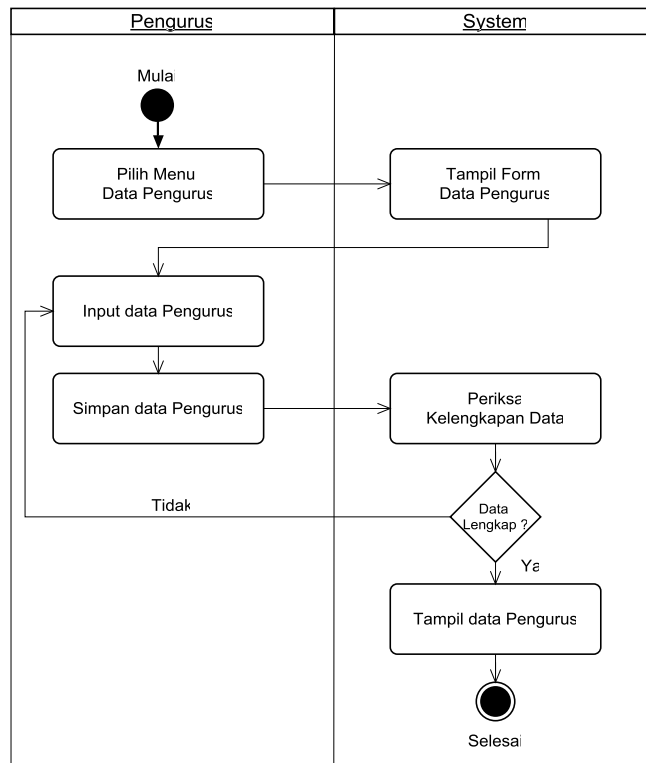 Pengurus
System
Mulai
Pilih Menu
Data Pengurus
Tampil Form
Data Pengurus
Input data Pengurus
Simpan data Pengurus
Periksa
Kelengkapan Data
Tidak
Data
Lengkap ?
Ya
Tampil data Pengurus
Selesai